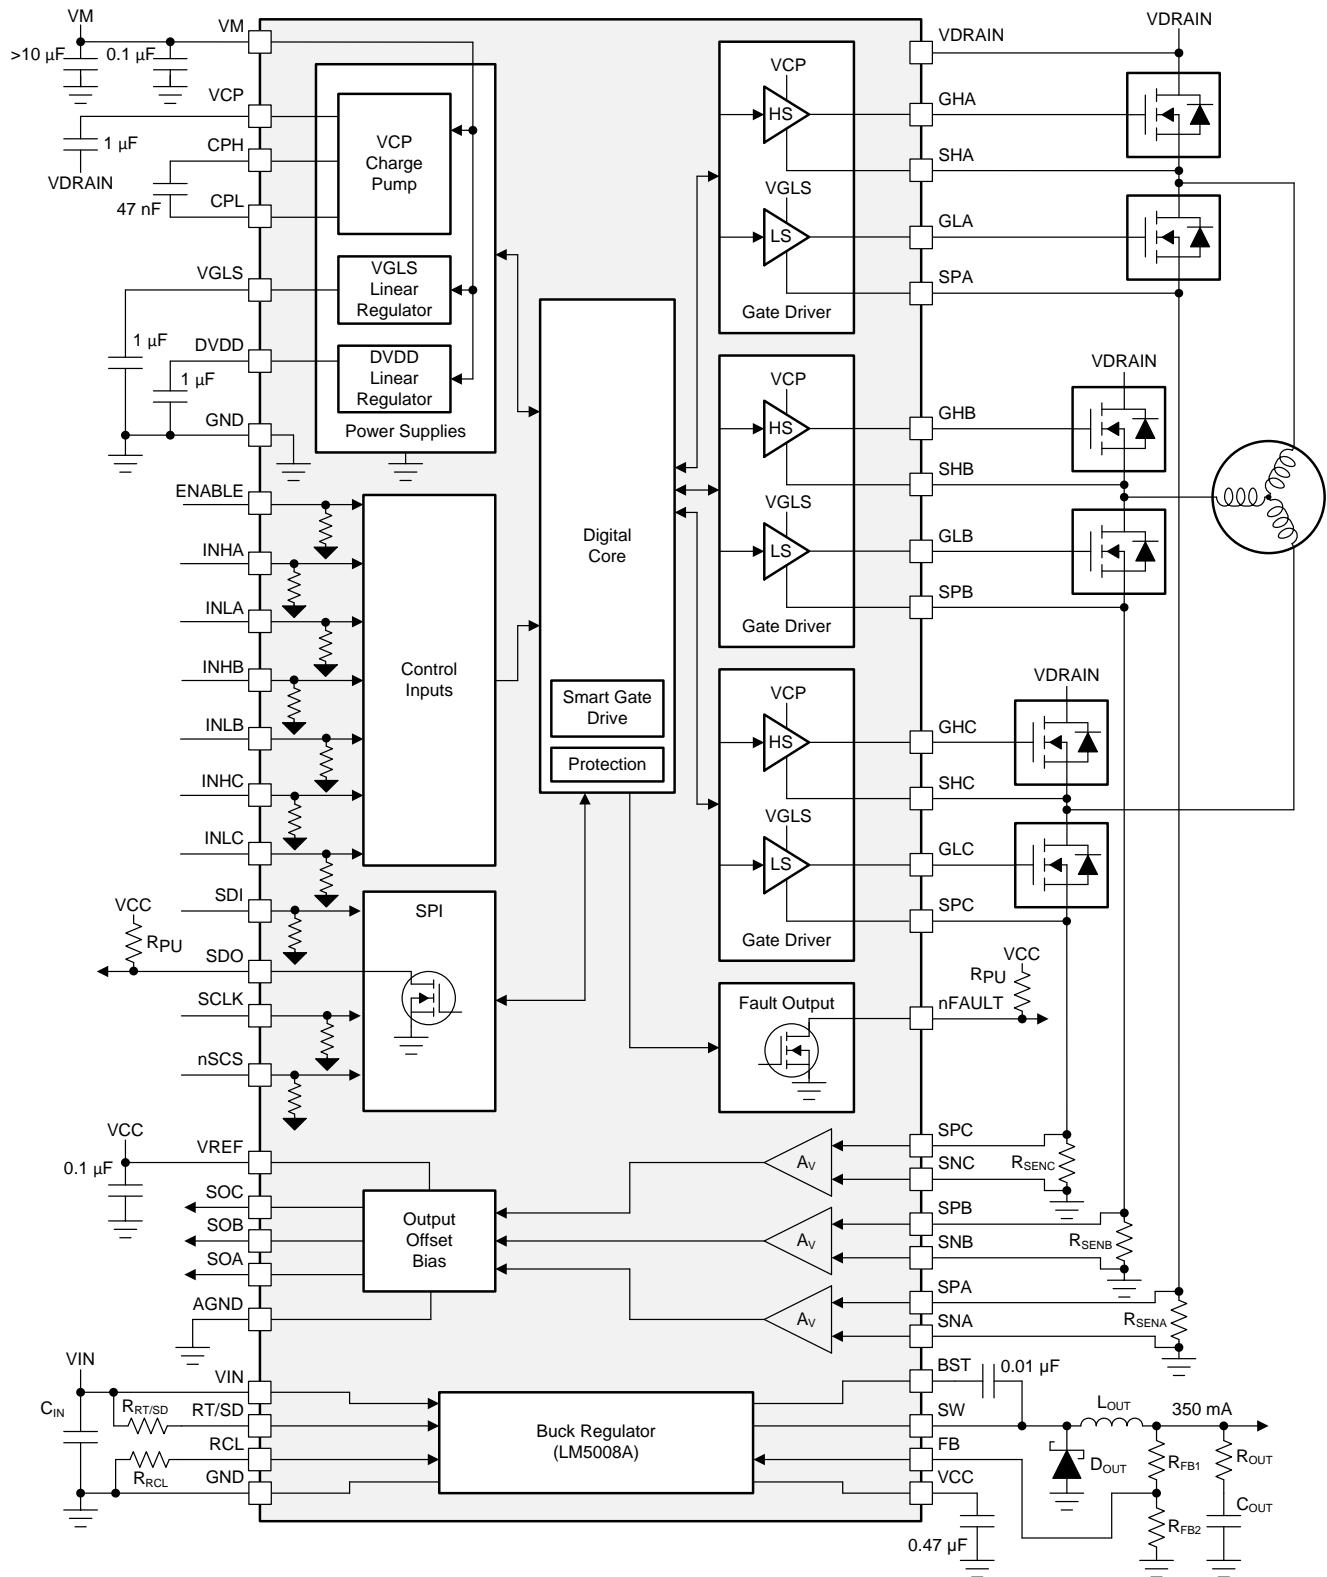 VM
>10 µF
0.1 µF
VM
VCP
1 µF
VDRAIN
CPH
47 nF
CPL
VGLS
1 µF
DVDD
1 µF
GND
VCP
Charge
Pump
VGLS
Linear
Regulator
DVDD
Linear
Regulator
Power Supplies
ENABLE
INHA
INLA
INHB
INLB
INHC
INLC
Control
Inputs
Digital
Core
Smart Gate
Drive
Protection
SDI
VCC
RPU
SDO
SCLK
nSCS
SPI
VCP
HS
VGLS
LS
Gate Driver
VDRAIN
VDRAIN
GHA
SHA
GLA
SPA
VCP
HS
VGLS
LS
Gate Driver
VDRAIN
GHB
SHB
GLB
SPB
VCP
HS
VGLS
LS
Gate Driver
VDRAIN
GHC
SHC
GLC
SPC
Fault Output
VCC
RPU
nFAULT
VCC
0.1 µF
VREF
SOC
SOB
SOA
AGND
Output
Offset
Bias
AV
SPC
SNC
RSENC
AV
SPB
SNB
RSENB
AV
SPA
SNA
RSENA
VIN
CIN
VIN
RRT/SD
RT/SD
RCL
RRCL
GND
Buck Regulator
(LM5008A)
BST
0.01 µF
SW
LOUT
350 mA
FB
DOUT
RFB1
ROUT
VCC
0.47 µF
RFB2
COUT